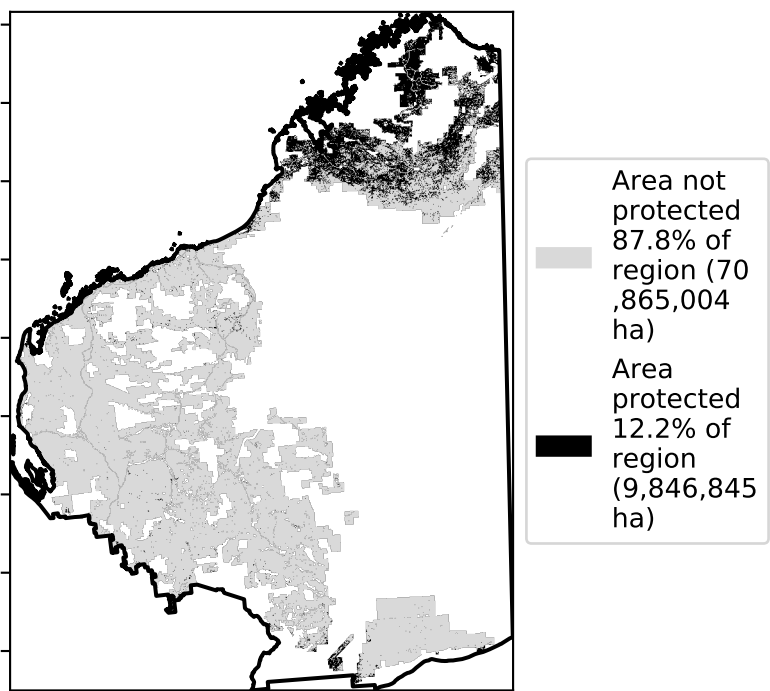 Area not
protected
87.8% of
region (70
,865,004
ha)
Area
protected
12.2% of
region
(9,846,845
ha)